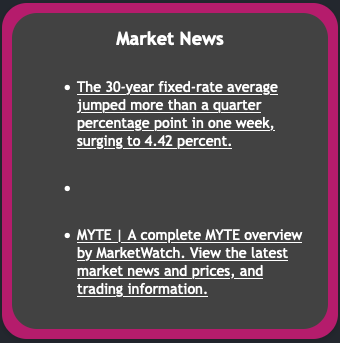 Market News
The 30-year fixed-rate average
jumped more than a quarter
percentage point in one week,
surging to 4.42 percent.
MYTE | A complete MYTE overview
by MarketWatch. View the latest
market news and prices, and
trading information.